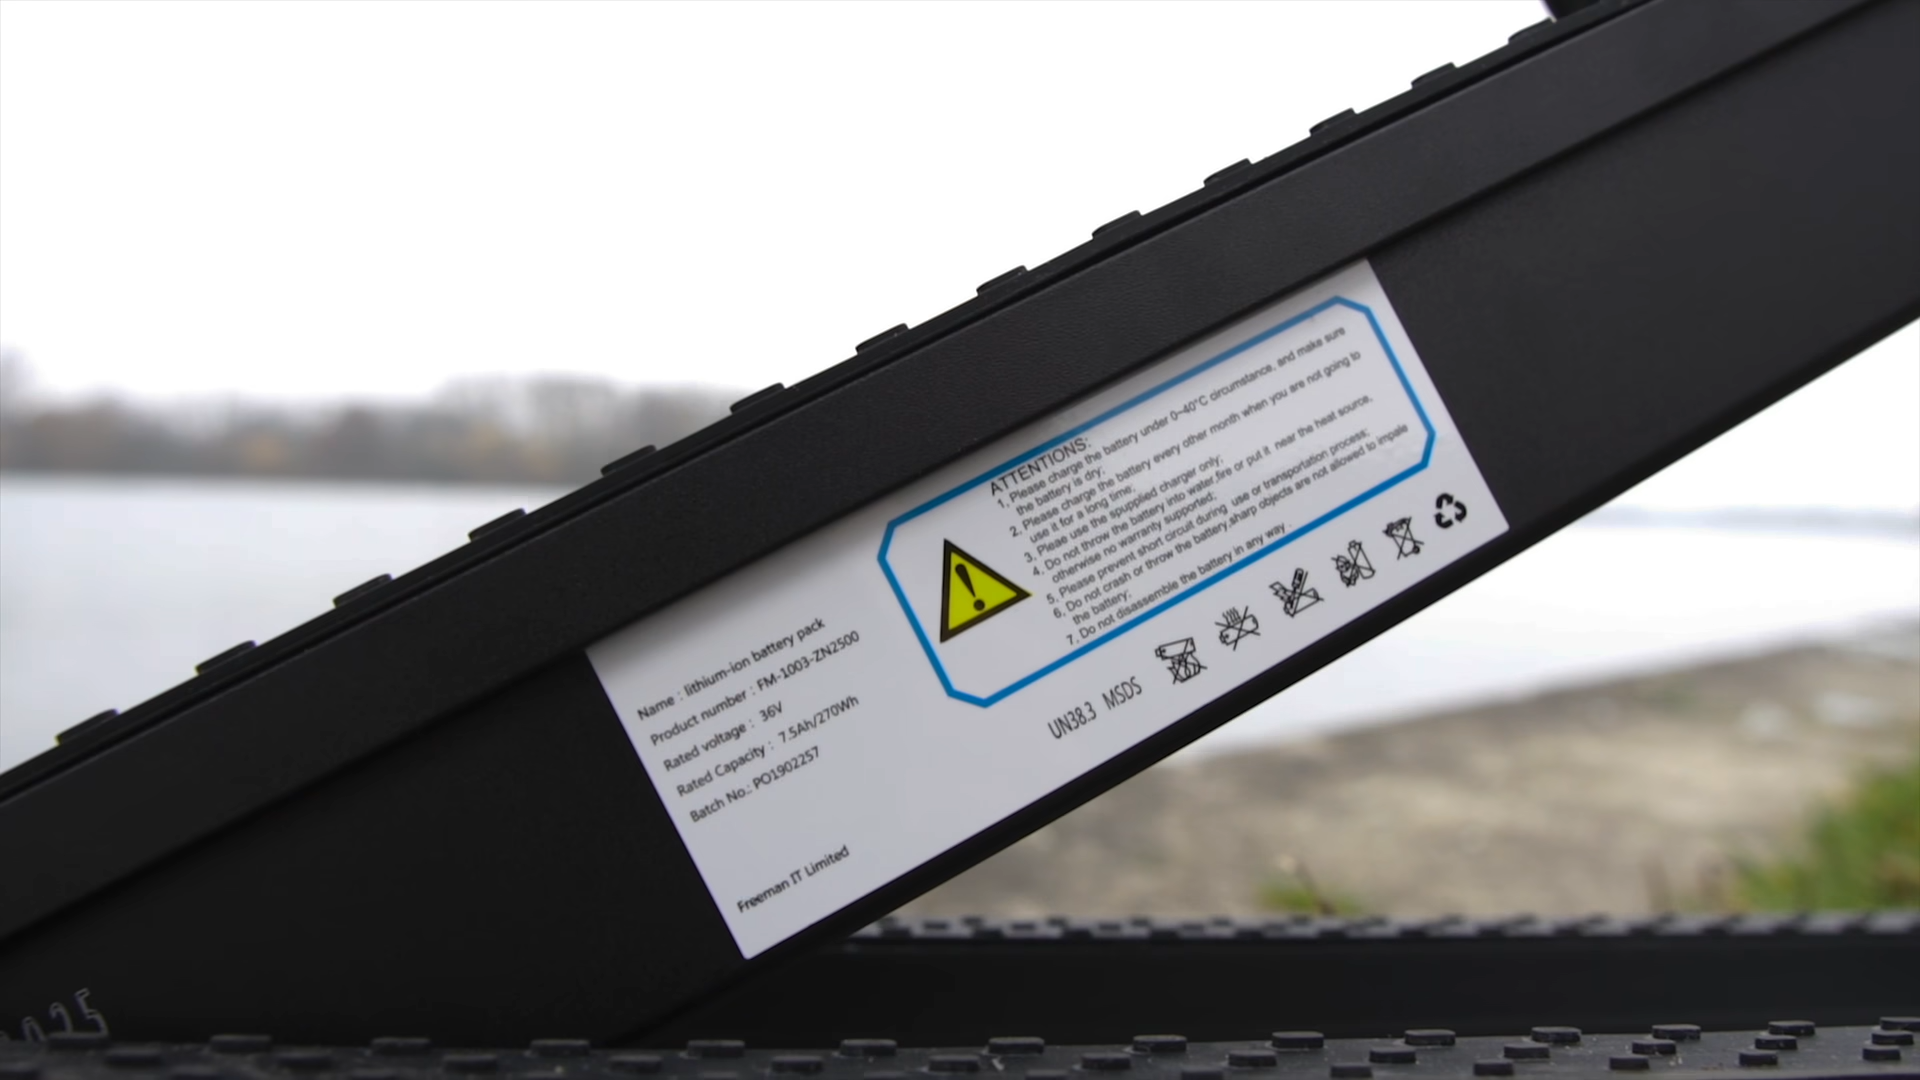 ATTENTIONS:
1. Please charge the battery under 0~40°C circumstance, and make sure
the battery is dry;
2. Please charge the battery every other month when you are not going to
use it for a long time;
3. Pleae use the spupplied charger only;
4. Do not throw the battery into water,fire or put it near the heat source,
otherwise no warranty supported;
5. Please prevent short circuit during use or transportation process;
6. Do not crash or throw the battery,sharp objects are not allowed to impale
the battery;
7. Do not disassemble the battery in any way .
UN38.3 MSDS
Name : lithium-ion battery pack
Product number : FM-1003-ZN2500
Rated voltage : 36V
Rated Capacity : 7.5Ah/270Wh
Batch No.: PO1902257
Freeman IT Limited